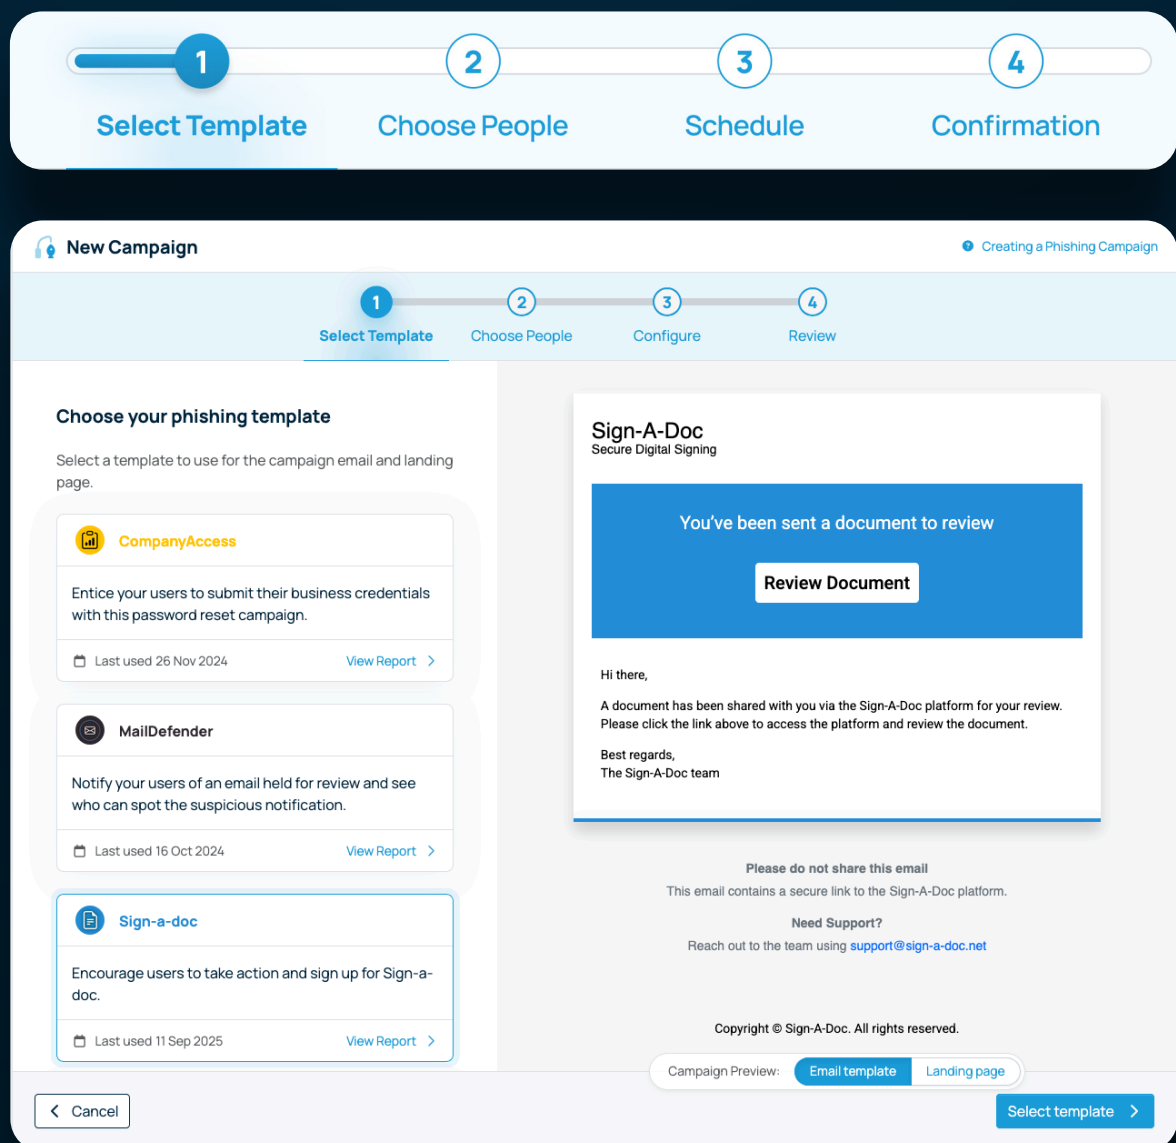 1 2 3 4
Select Template Choose People Schedule Confirmation
New Campaign
? Creating a Phishing Campaign
1 2 3 4
Select Template Choose People Configure Review
Choose your phishing template
Select a template to use for the campaign email and landing
page.
CompanyAccess
Entice your users to submit their business credentials
with this password reset campaign.
Last used 26 Nov 2024 View Report
MailDefender
Notify your users of an email held for review and see
who can spot the suspicious notification.
Last used 16 Oct 2024 View Report
Sign-a-doc
Encourage users to take action and sign up for Sign-a-
doc.
Last used 11 Sep 2025 View Report
Sign-A-Doc
Secure Digital Signing
You've been sent a document to review
Review Document
Hi there,
A document has been shared with you via the Sign-A-Doc platform for your review.
Please click the link above to access the platform and review the document.
Best regards,
The Sign-A-Doc team
Please do not share this email
This email contains a secure link to the Sign-A-Doc platform.
Need Support?
Reach out to the team using support@sign-a-doc.net
Copyright © Sign-A-Doc. All rights reserved.
Campaign Preview: Email template Landing page
Cancel
Select template